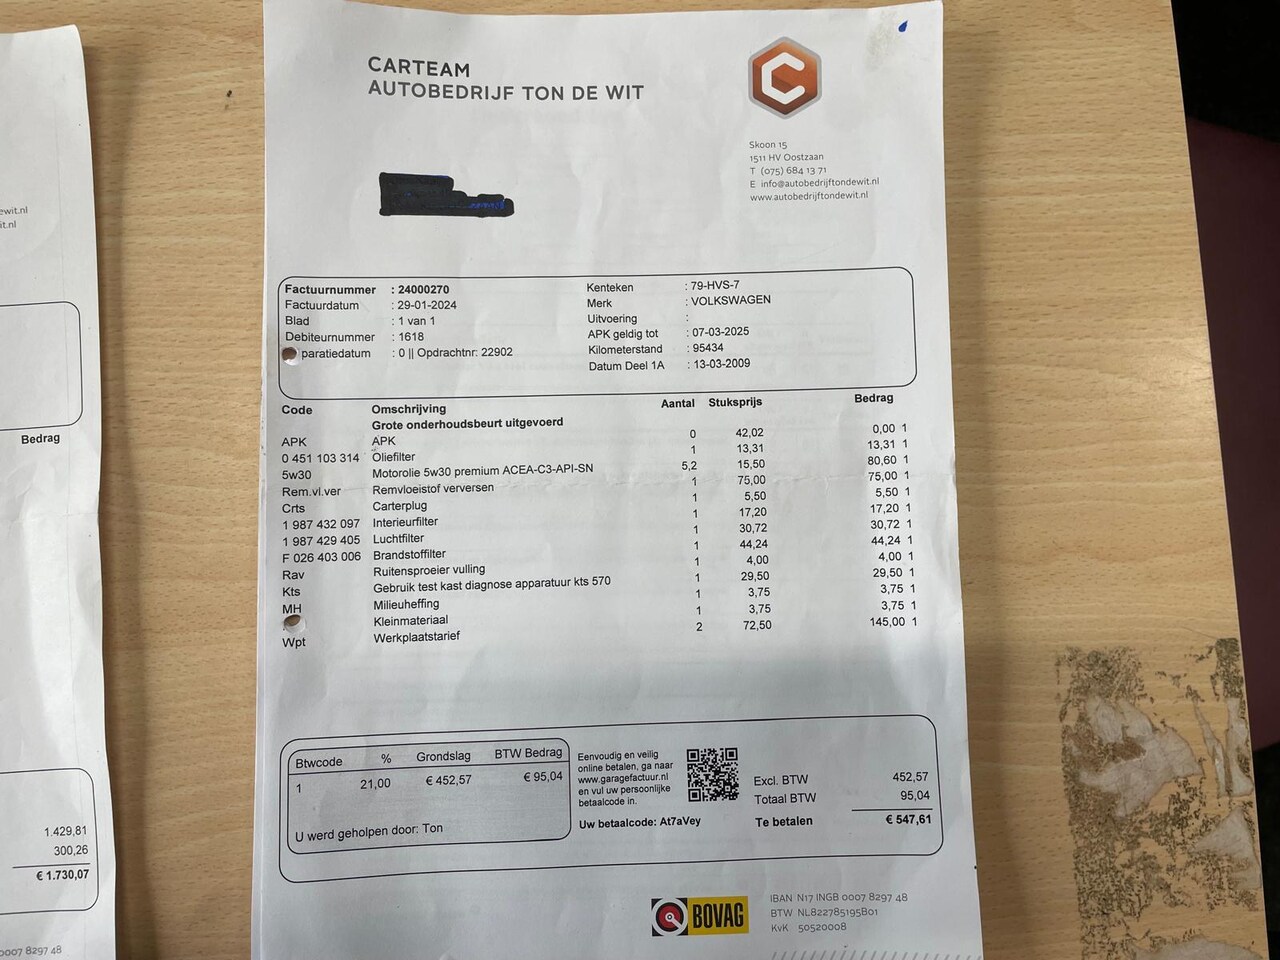 ewit.nl
it.nl
Bedrag
1.429,81
300,26
€ 1.730,07
0007 8297 48
CARTEAM
AUTOBEDRIJF TON DE WIT
C
Skoon 15
1511 HV Oostzaan
T (075) 684 13 71
E info@autobedrijftondewit.nl
www.autobedrijftondewit.nl
Factuurnummer : 24000270
Factuurdatum : 29-01-2024
Blad : 1 van 1
Debiteurnummer : 1618
paratiedatum : 0 || Opdrachtnr: 22902
Kenteken : 79-HVS-7
Merk : VOLKSWAGEN
Uitvoering :
APK geldig tot : 07-03-2025
Kilometerstand : 95434
Datum Deel 1A : 13-03-2009
Code Omschrijving Aantal Stuksprijs Bedrag
Grote onderhoudsbeurt uitgevoerd
APK APK 0 42,02 0,00 1
0 451 103 314 Oliefilter 1 13,31 13,31 1
5w30 Motorolie 5w30 premium ACEA-C3-API-SN 5,2 15,50 80,60 1
Rem.vl.ver Remvloeistof verversen 1 75,00 75,00 1
Crts Carterplug 1 5,50 5,50 1
1 987 432 097 Interieurfilter 1 17,20 17,20 1
1 987 429 405 Luchtfilter 1 30,72 30,72 1
F 026 403 006 Brandstoffilter 1 44,24 44,24 1
Rav Ruitensproeier vulling 1 4,00 4,00 1
Kts Gebruik test kast diagnose apparatuur kts 570 1 29,50 29,50 1
MH Milieuheffing 1 3,75 3,75 1
Kleinmateriaal 1 3,75 3,75 1
Wpt Werkplaatstarief 2 72,50 145,00 1
Btwcode % Grondslag BTW Bedrag
1 21,00 € 452,57 € 95,04
U werd geholpen door: Ton
Eenvoudig en veilig
online betalen, ga naar
www.garagefactuur.nl
en vul uw persoonlijke
betaalcode in.
Uw betaalcode: At7aVey
Excl. BTW 452,57
Totaal BTW 95,04
Te betalen € 547,61
BOVAG
IBAN N17 INGB 0007 8297 48
BTW NL822785195B01
KvK 50520008